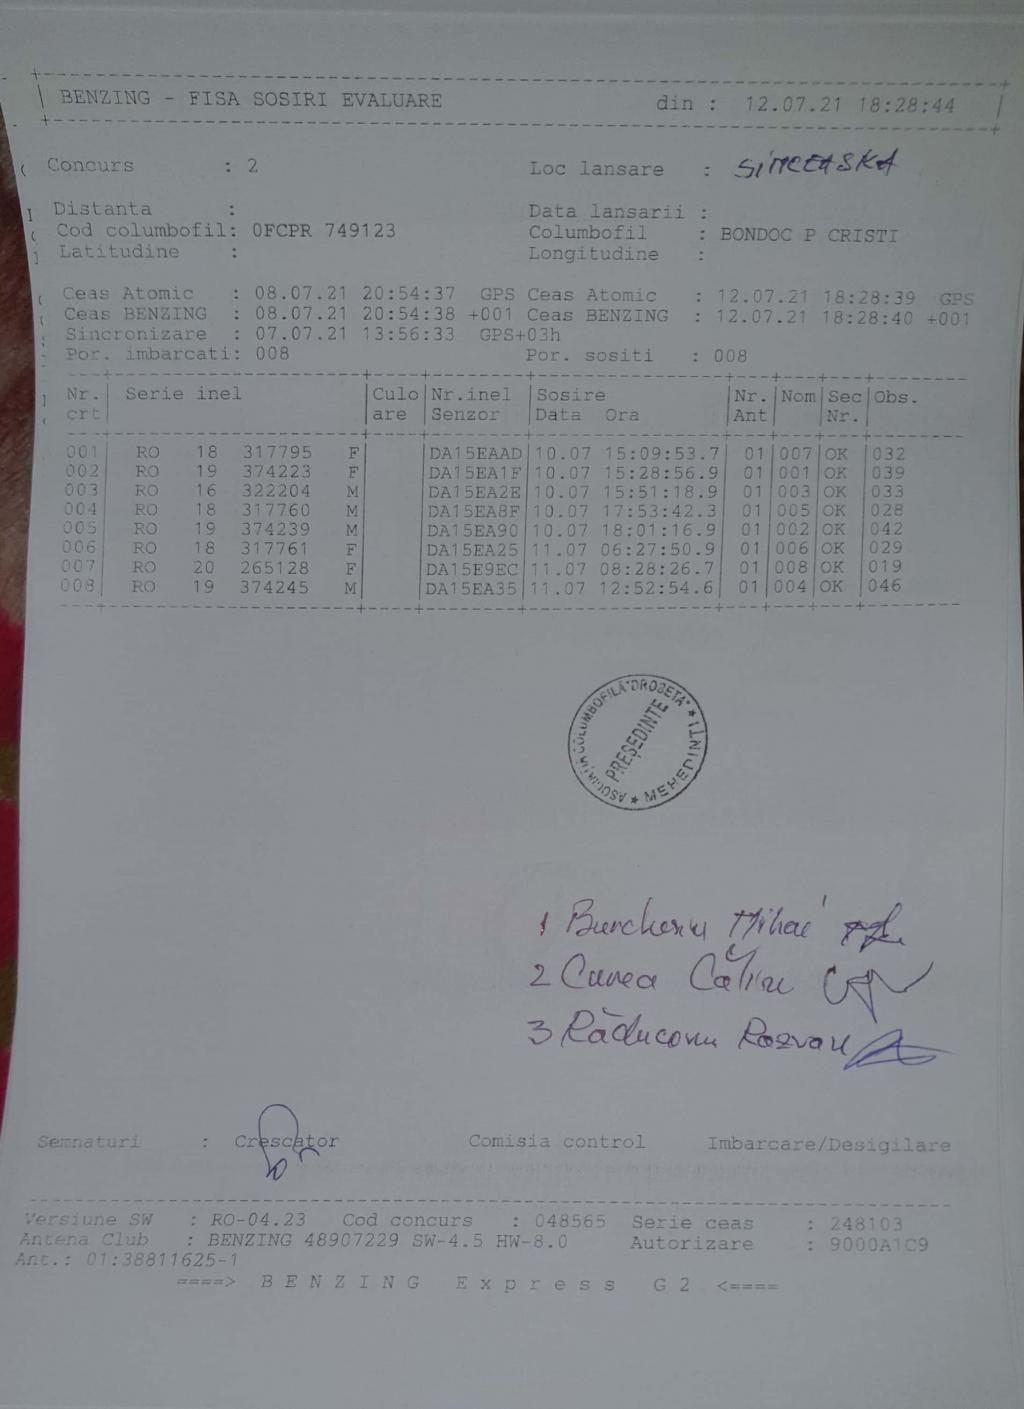 BENZING - FISA SOSIRI EVALUARE din : 12.07.21 18:28:44
Concurs : 2 Loc lansare : SIMCEASKA
Distanta : Data lansarii :
Cod columbofil: 0FCPR 749123 Columbofil : BONDOC P CRISTI
Latitudine : Longitudine :
Ceas Atomic : 08.07.21 20:54:37 GPS Ceas Atomic : 12.07.21 18:28:39 GPS
Ceas BENZING : 08.07.21 20:54:38 +001 Ceas BENZING : 12.07.21 18:28:40 +001
Sincronizare : 07.07.21 13:56:33 GPS+03h
Por. imbarcati: 008 Por. sositi : 008
Nr. Serie inel Culo Nr.inel Sosire Nr. Nom Sec Obs.
crt are Senzor Data Ora Ant Nr.
001 RO 18 317795 F DA15EAAD 10.07 15:09:53.7 01 007 OK 032
002 RO 19 374223 F DA15EA1F 10.07 15:28:56.9 01 001 OK 039
003 RO 16 322204 M DA15EA2E 10.07 15:51:18.9 01 003 OK 033
004 RO 18 317760 M DA15EA8F 10.07 17:53:42.3 01 005 OK 028
005 RO 19 374239 M DA15EA90 10.07 18:01:16.9 01 002 OK 042
006 RO 18 317761 F DA15EA25 11.07 06:27:50.9 01 006 OK 029
007 RO 20 265128 F DA15E9EC 11.07 08:28:26.7 01 008 OK 019
008 RO 19 374245 M DA15EA35 11.07 12:52:54.6 01 004 OK 046
ASOCIAȚIA COLUMBOFILĂ "DROBETA" * MEHEDINȚI *
PREȘEDINTE
1 Mihai
2 Cunea Călin
3 Răducanu Razvan
Semnaturi : Crescator Comisia control Imbarcare/Desigilare
Versiune SW : RO-04.23 Cod concurs : 048565 Serie ceas : 248103
Antena Club : BENZING 48907229 SW-4.5 HW-8.0 Autorizare : 9000A1C9
Ant.: 01:38811625-1
====> B E N Z I N G E x p r e s s G 2 <====